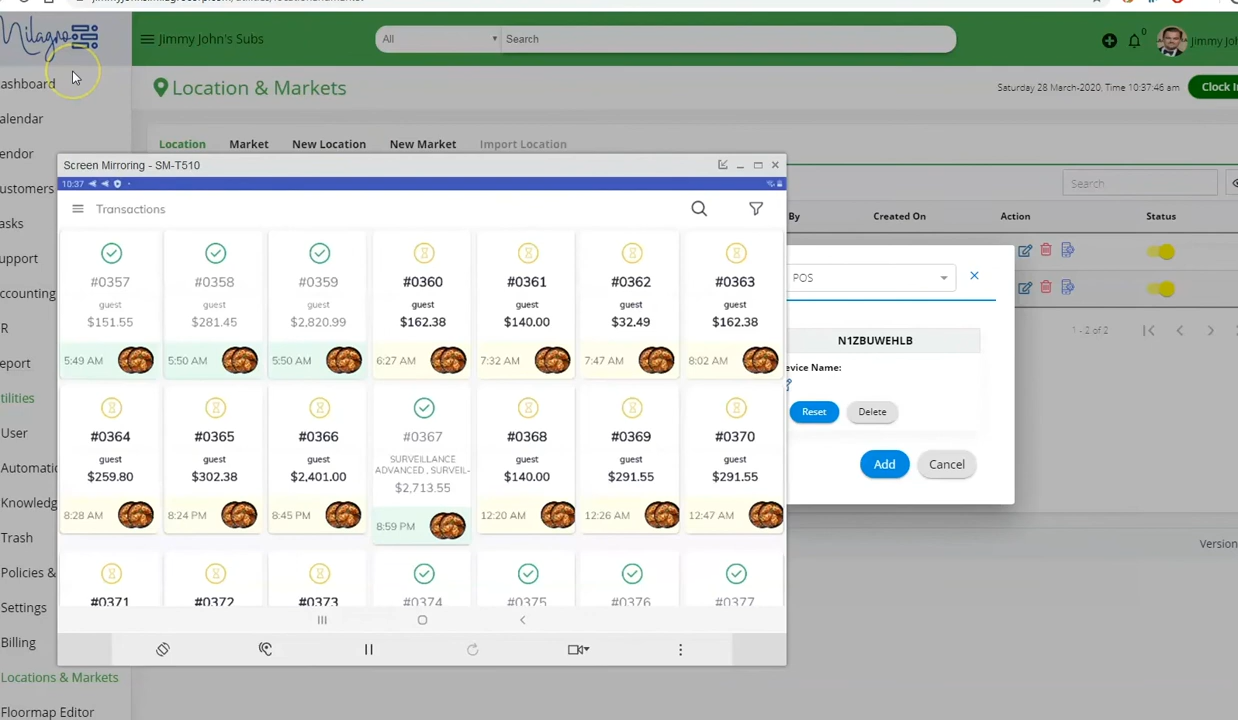 Milagro
Jimmy John's Subs
All
Search
0
Jimmy Jo
ashboard
Location & Markets
Saturday 28 March-2020, Time 10:37:46 am
Clock I
alendar
endor
ustomers
asks
upport
ccounting
R
eport
tilities
User
Automatic
Knowledg
Trash
Policies &
Settings
Billing
Locations & Markets
Floormap Editor
Location Market New Location New Market Import Location
Search
By Created On Action Status
1 - 2 of 2
Version
Screen Mirroring - SM-T510
10:37
Transactions
#0357 #0358 #0359 #0360 #0361 #0362 #0363
guest guest guest guest guest guest guest
$151.55 $281.45 $2,820.99 $162.38 $140.00 $32.49 $162.38
5:49 AM 5:50 AM 5:50 AM 6:27 AM 7:32 AM 7:47 AM 8:02 AM
#0364 #0365 #0366 #0367 #0368 #0369 #0370
guest guest guest SURVEILLANCE guest guest guest
ADVANCED , SURVEIL-
$259.80 $302.38 $2,401.00 $2,713.55 $140.00 $291.55 $291.55
8:28 AM 8:24 PM 8:45 PM 8:59 PM 12:20 AM 12:26 AM 12:47 AM
#0371 #0372 #0373 #0374 #0375 #0376 #0377
POS
N1ZBUWEHLB
evice Name:
Reset Delete
Add Cancel